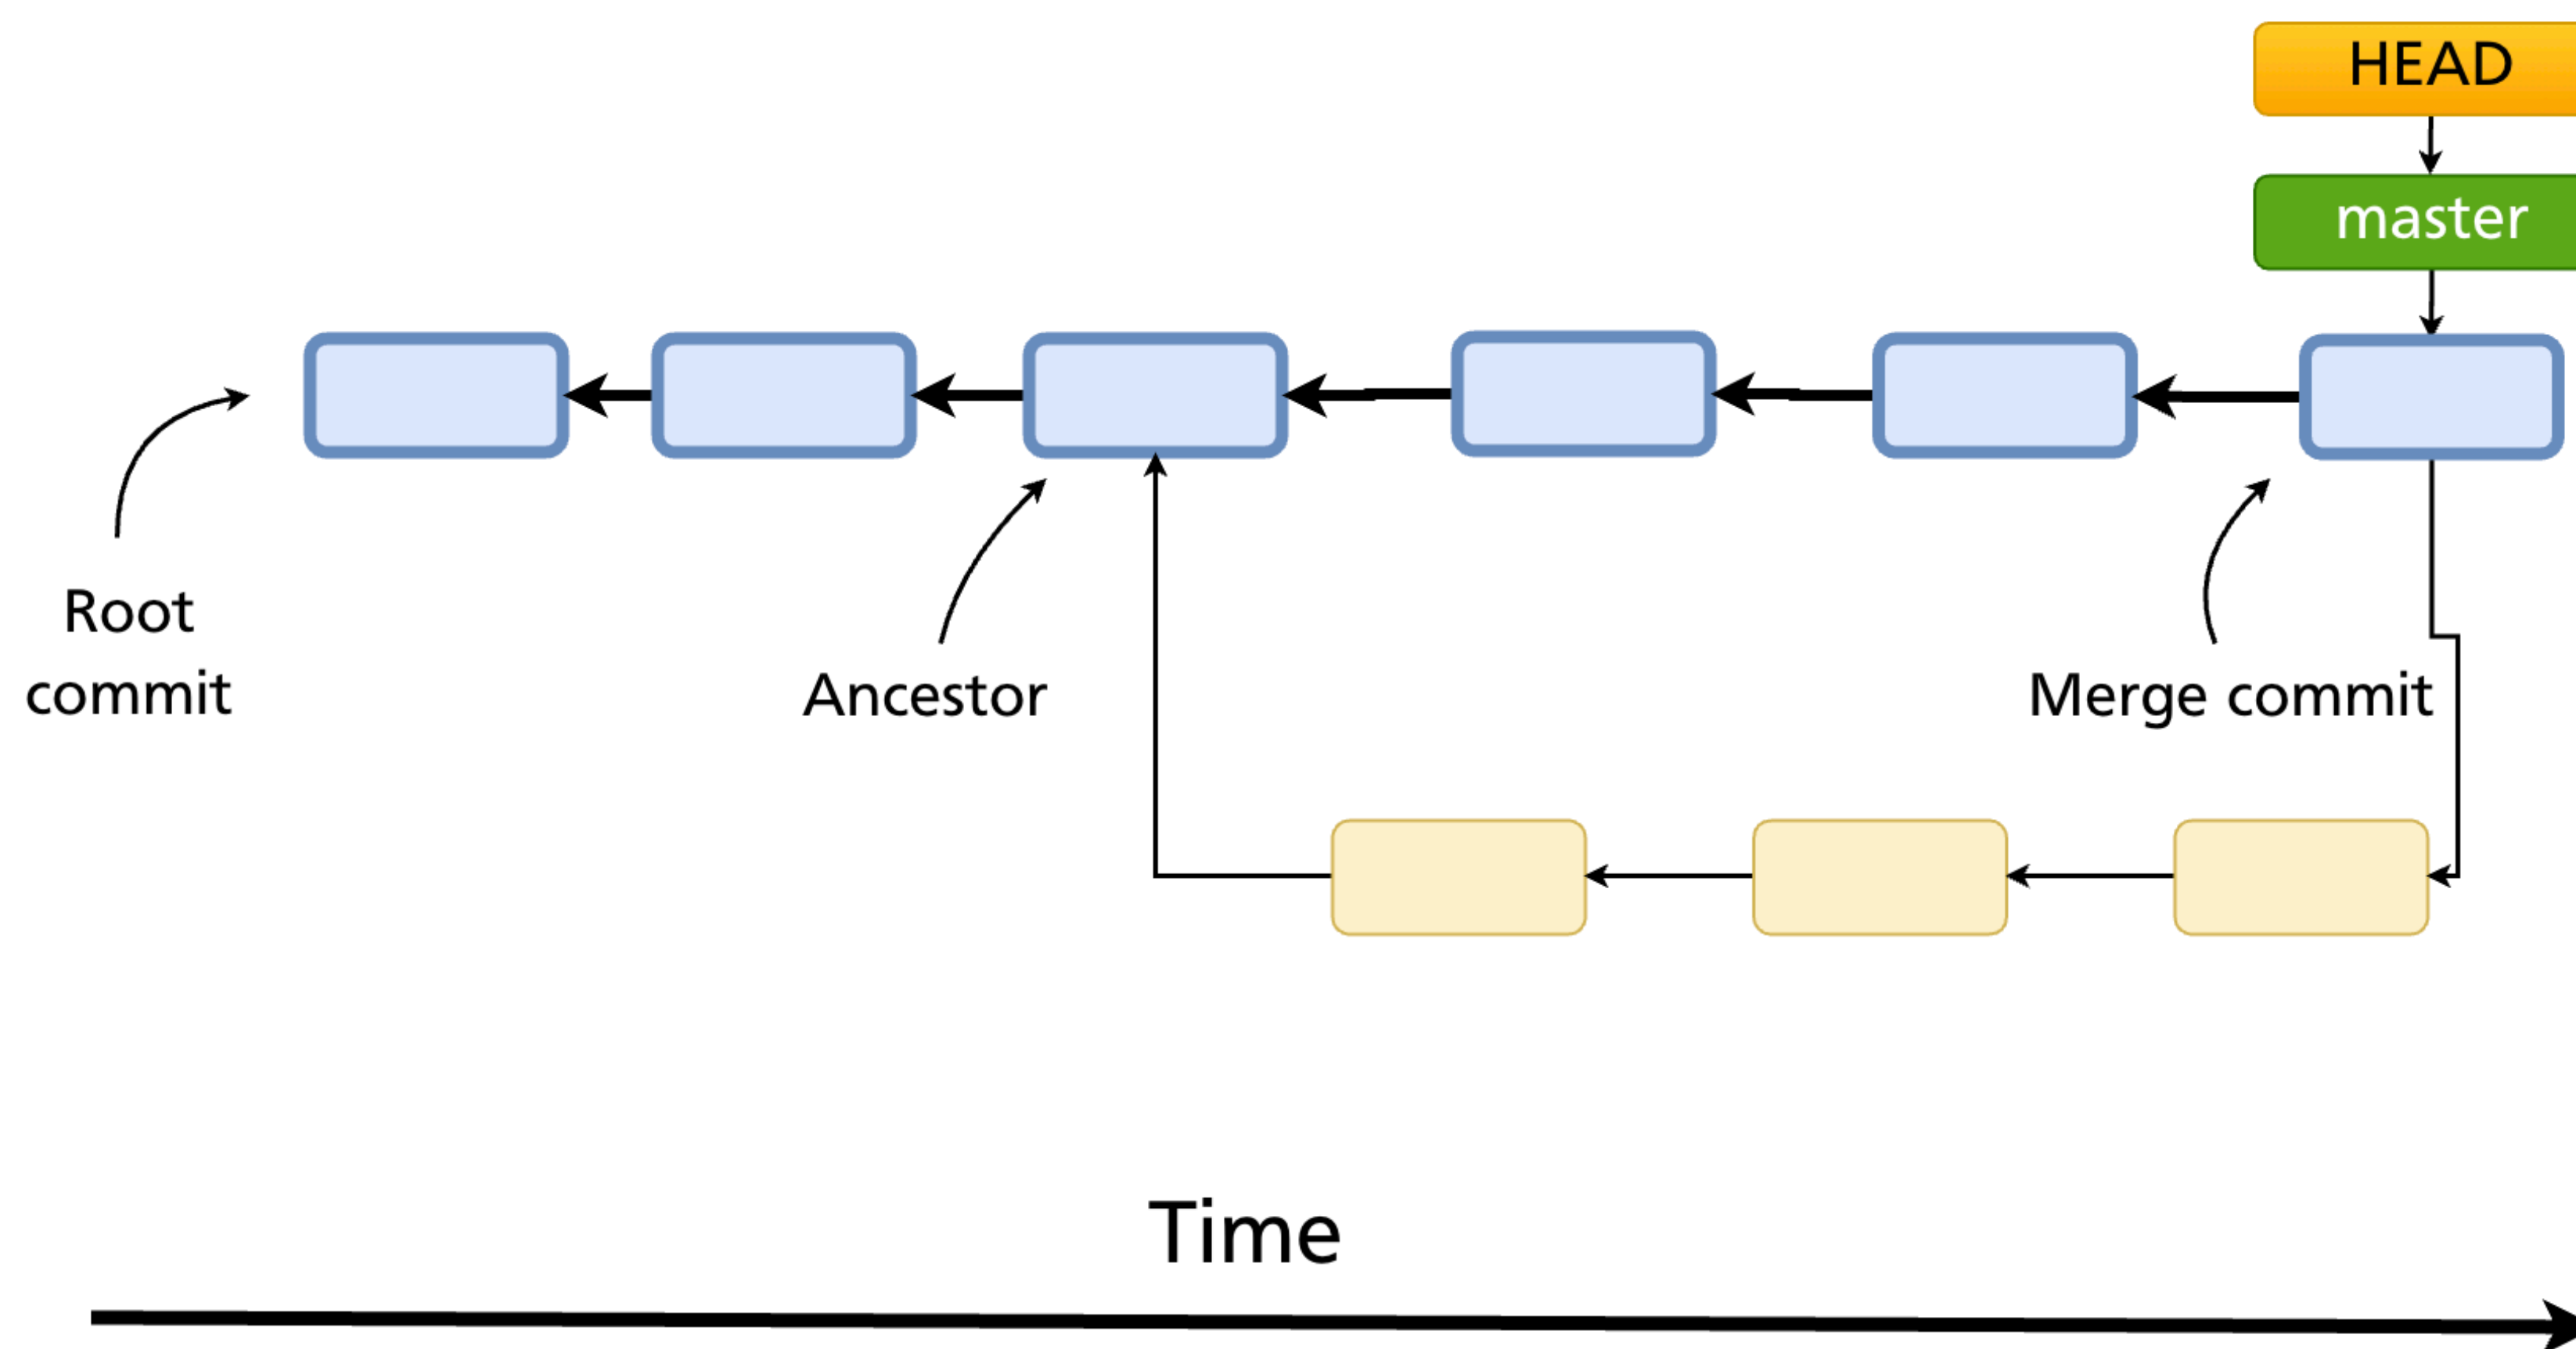 HEAD
master
Root
commit
Ancestor
Merge commit
Time